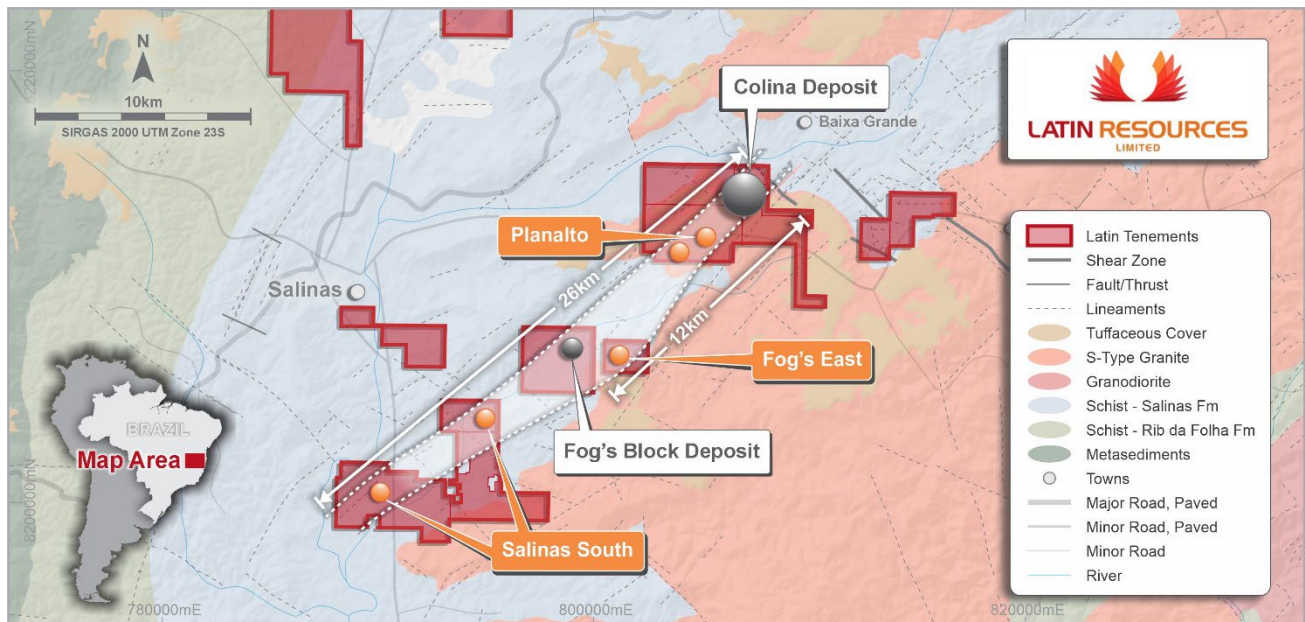 N
10km
SIRGAS 2000 UTM Zone 23S
Colina Deposit
Baixa Grande
LATIN RESOURCES
LIMITED
Planalto
Salinas
26km
12km
Fog's East
Fog's Block Deposit
Salinas South
BRAZIL
Map Area
Latin Tenements
Shear Zone
Fault/Thrust
Lineaments
Tuffaceous Cover
S-Type Granite
Granodiorite
Schist - Salinas Fm
Schist - Rib da Folha Fm
Metasediments
Towns
Major Road, Paved
Minor Road, Paved
Minor Road
River
1220000mN
8200000mN
780000mE
800000mE
820000mE